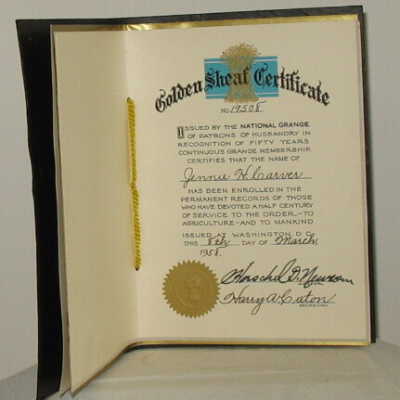 Golden Sheaf Certificate
No. 19508
ISSUED BY THE NATIONAL GRANGE
OF PATRONS OF HUSBANDRY IN
RECOGNITION OF FIFTY YEARS
CONTINUOUS GRANGE MEMBERSHIP
CERTIFIES THAT THE NAME OF
Jennie H. Carver
HAS BEEN ENROLLED IN THE
PERMANENT RECORDS OF THOSE
WHO HAVE DEVOTED A HALF CENTURY
OF SERVICE TO THE ORDER,—TO
AGRICULTURE—AND TO MANKIND
ISSUED AT WASHINGTON D.C.
THIS 8th DAY OF March
1958.
Herschel D. Newsom
Harry A. Caton